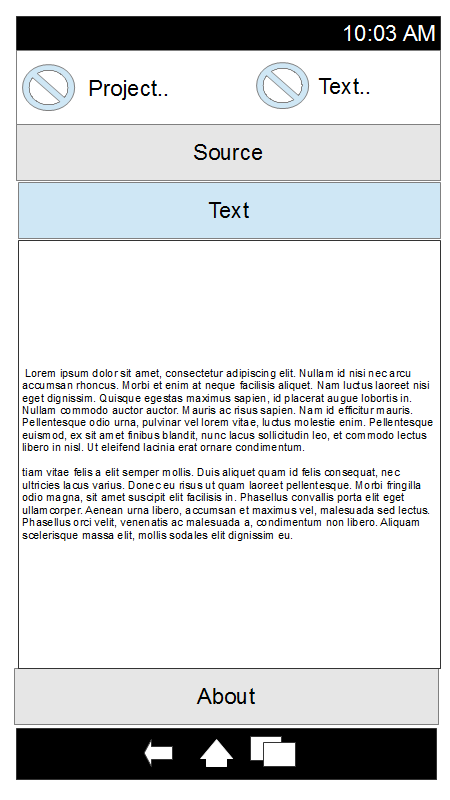 10:03 AM
Project.. Text..
Source
Text
Lorem ipsum dolor sit amet, consectetur adipiscing elit. Nullam id nisi nec arcu
accumsan rhoncus. Morbi et enim at neque facilisis aliquet. Nam luctus laoreet nisi
eget dignissim. Quisque egestas maximus sapien, id placerat augue lobortis in.
Nullam commodo auctor auctor. Mauris ac risus sapien. Nam id efficitur mauris.
Pellentesque odio urna, pulvinar vel lorem vitae, luctus molestie enim. Pellentesque
euismod, ex sit amet finibus blandit, nunc lacus sollicitudin leo, et commodo lectus
libero in nisl. Ut eleifend lacinia erat ornare condimentum.
tiam vitae felis a elit semper mollis. Duis aliquet quam id felis consequat, nec
ultricies lacus varius. Donec eu risus ut quam laoreet pellentesque. Morbi fringilla
odio magna, sit amet suscipit elit facilisis in. Phasellus convallis porta elit eget
ullamcorper. Aenean urna libero, accumsan et maximus vel, malesuada sed lectus.
Phasellus orci velit, venenatis ac malesuada a, condimentum non libero. Aliquam
scelerisque massa elit, mollis sodales elit dignissim eu.
About